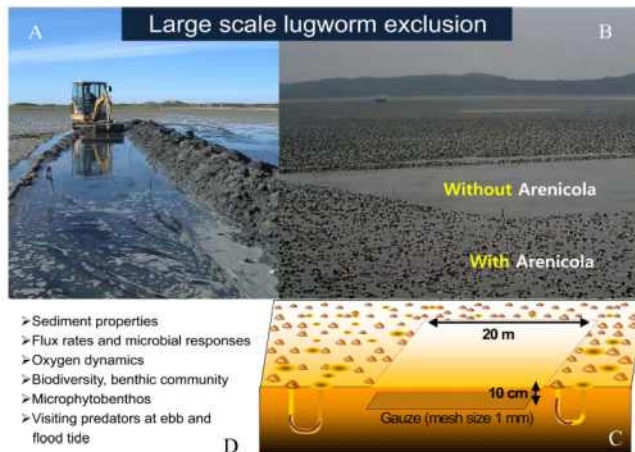 Large scale lugworm exclusion
A
B
Without Arenicola
With Arenicola
➢Sediment properties
➢Flux rates and microbial responses
➢Oxygen dynamics
➢Biodiversity, benthic community
➢Microphytobenthos
➢Visiting predators at ebb and
flood tide
D
20 m
10 cm
Gauze (mesh size 1 mm)
C